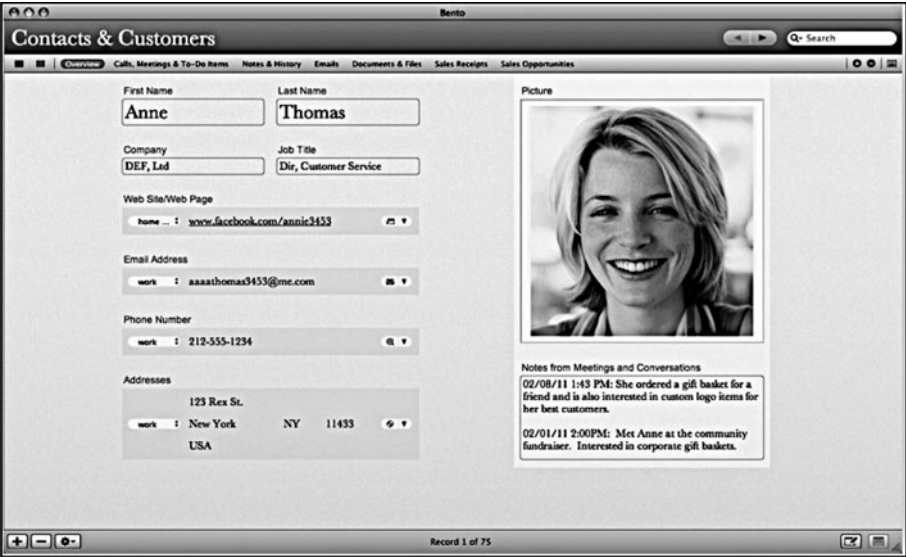 Bento
Contacts & Customers
Search
Overview Calls, Meetings & To-Do Items Notes & History Emails Documents & Files Sales Receipts Sales Opportunities
First Name Last Name
Anne Thomas
Company Job Title
DEF, Ltd Dir, Customer Service
Web Site/Web Page
home ... www.facebook.com/annie3453
Email Address
work aaaathomas3453@me.com
Phone Number
work 212-555-1234
Addresses
123 Rex St.
work New York NY 11433
USA
Picture
Notes from Meetings and Conversations
02/08/11 1:43 PM: She ordered a gift basket for a
friend and is also interested in custom logo items for
her best customers.
02/01/11 2:00PM: Met Anne at the community
fundraiser. Interested in corporate gift baskets.
Record 1 of 75